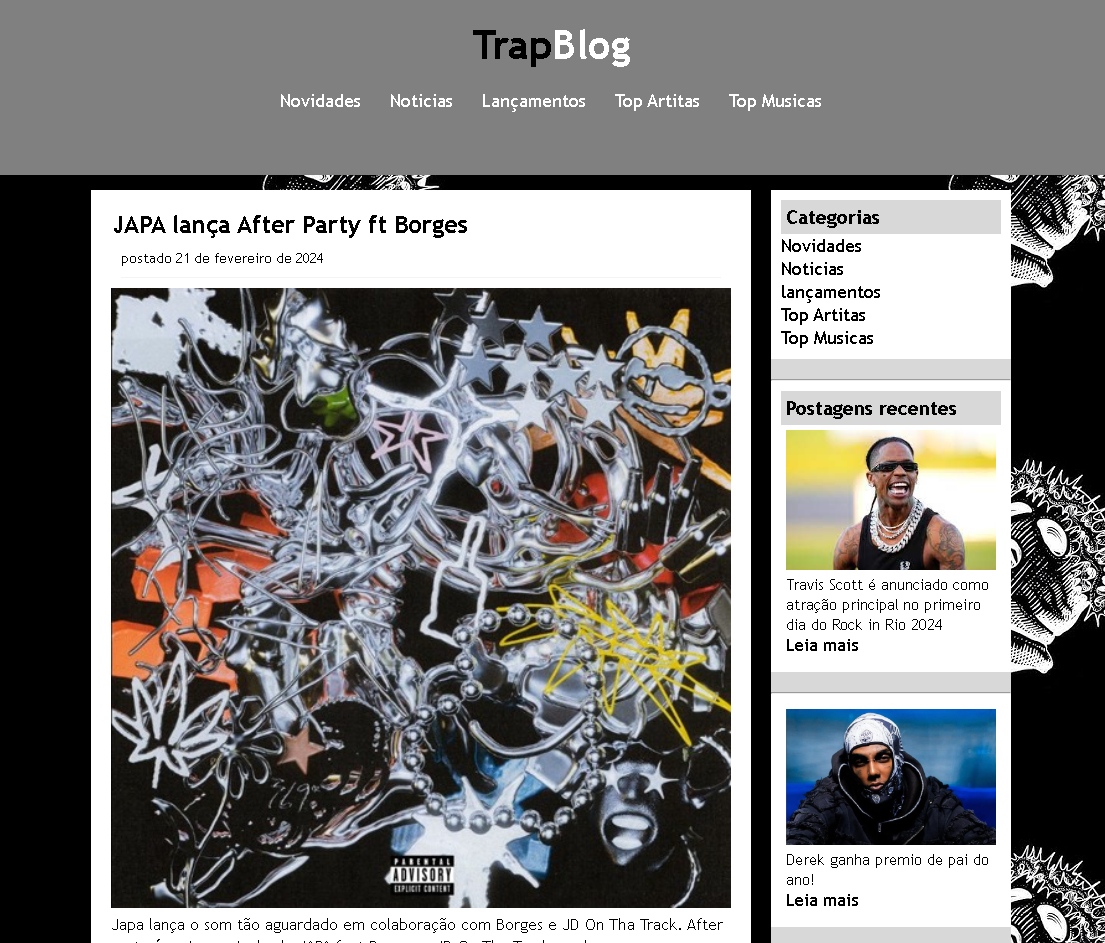 TrapBlog
Novidades Noticias Lançamentos Top Artitas Top Musicas
JAPA lança After Party ft Borges
postado 21 de fevereiro de 2024
PARENTAL
ADVISORY
EXPLICIT CONTENT
Japa lança o som tão aguardado em colaboração com Borges e JD On Tha Track. After
Categorias
Novidades
Noticias
lançamentos
Top Artitas
Top Musicas
Postagens recentes
Travis Scott é anunciado como
atração principal no primeiro
dia do Rock in Rio 2024
Leia mais
Derek ganha premio de pai do
ano!
Leia mais